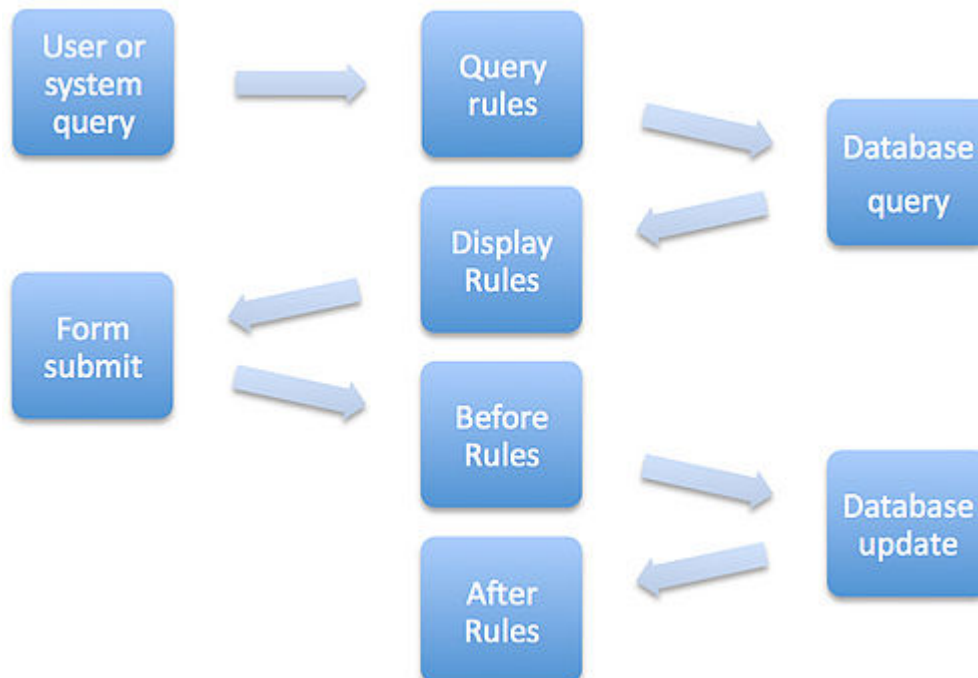 User or
system
query
Query
rules
Database
query
Display
Rules
Form
submit
Before
Rules
Database
update
After
Rules